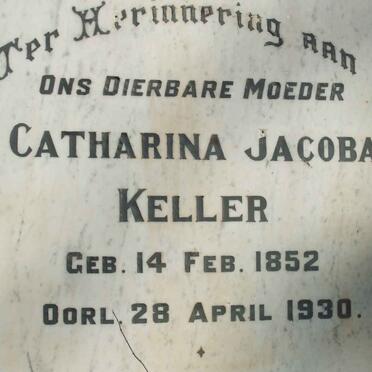 Ter Herinnering aan
Ons Dierbare Moeder
Catharina Jacoba
Keller
Geb. 14 Feb. 1852
Oorl. 28 April 1930.